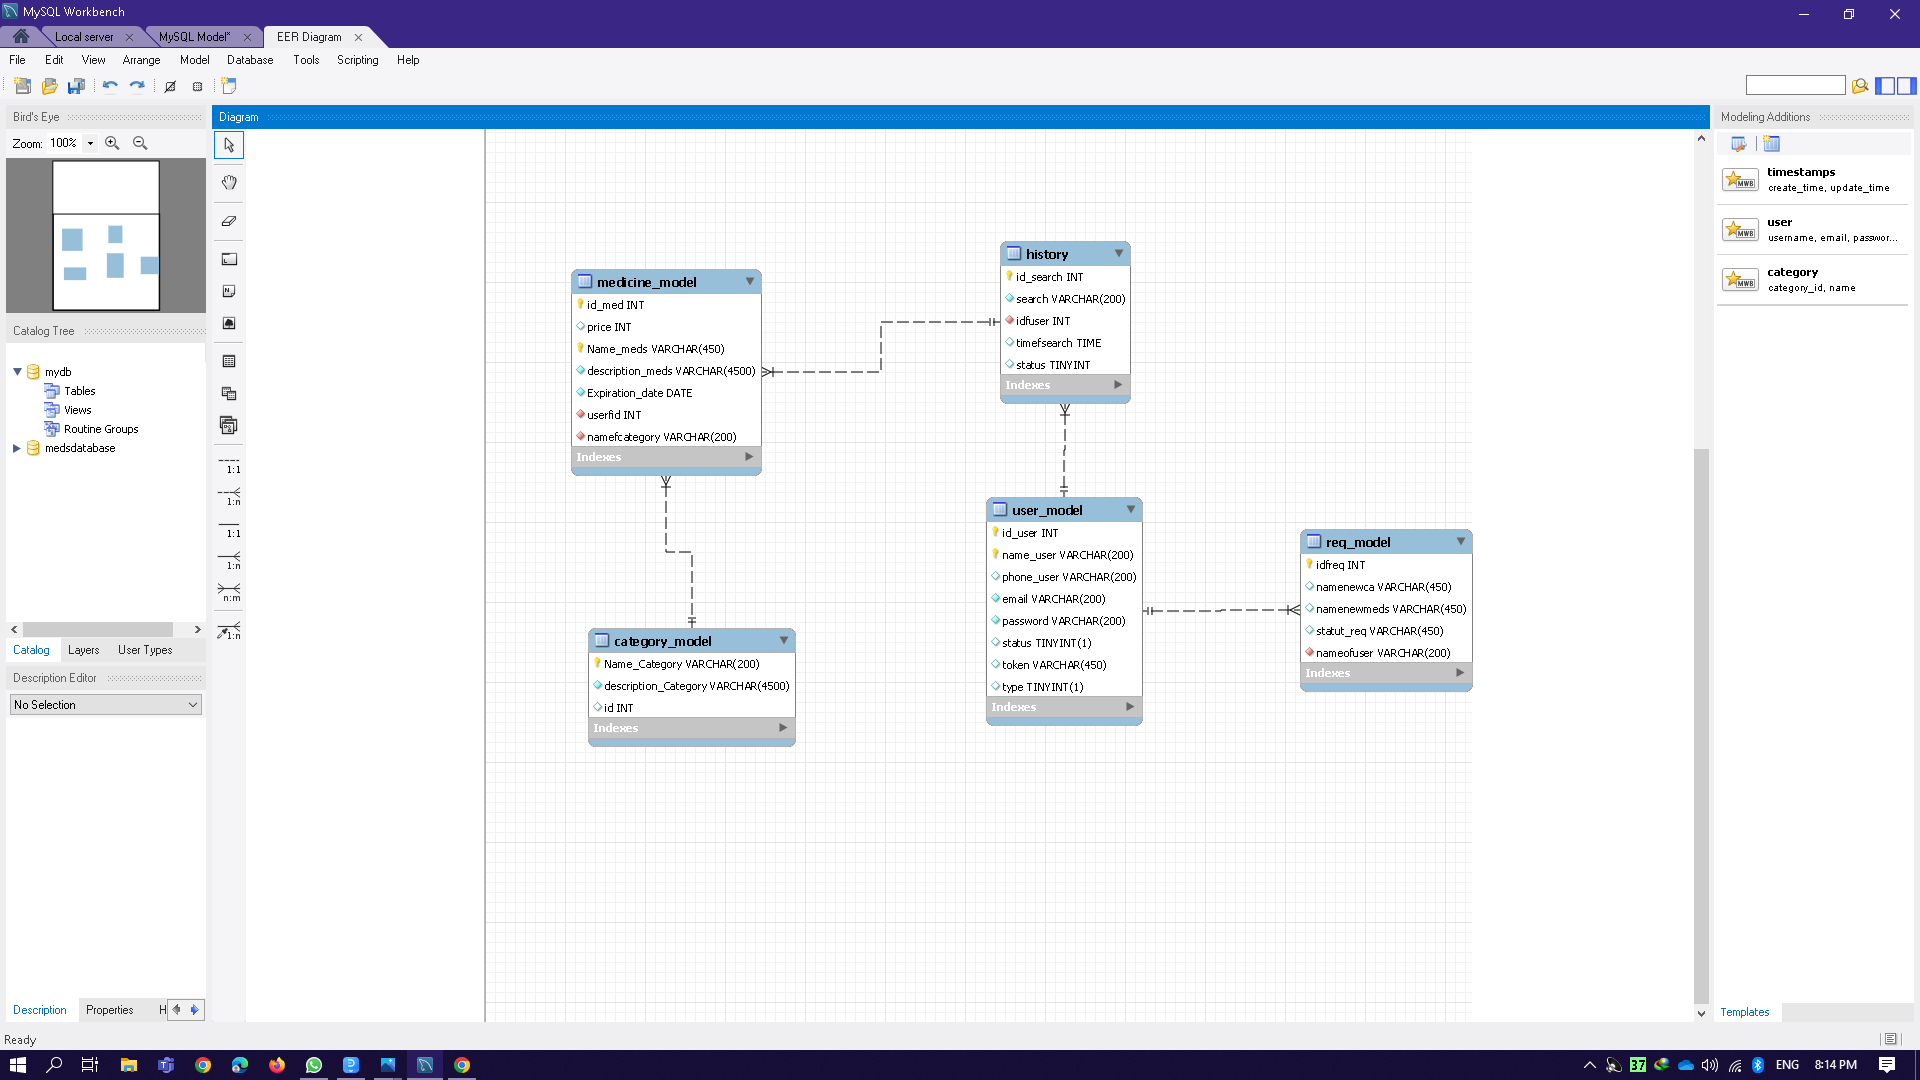 MySQL Workbench
Local server
MySQL Model*
EER Diagram
File Edit View Arrange Model Database Tools Scripting Help
Bird's Eye
Zoom: 100%
Catalog Tree
mydb
Tables
Views
Routine Groups
medsdatabase
Catalog Layers User Types
Description Editor
No Selection
Description Properties H
Ready
Diagram
1:1
1:n
1:1
1:n
n:m
1:n
medicine_model
id_med INT
price INT
Name_meds VARCHAR(450)
description_meds VARCHAR(4500)
Expiration_date DATE
userfid INT
namefcategory VARCHAR(200)
Indexes
history
id_search INT
search VARCHAR(200)
idfuser INT
timefsearch TIME
status TINYINT
Indexes
user_model
id_user INT
name_user VARCHAR(200)
phone_user VARCHAR(200)
email VARCHAR(200)
password VARCHAR(200)
status TINYINT(1)
token VARCHAR(450)
type TINYINT(1)
Indexes
req_model
idfreq INT
namenewca VARCHAR(450)
namenewmeds VARCHAR(450)
statut_req VARCHAR(450)
nameofuser VARCHAR(200)
Indexes
category_model
Name_Category VARCHAR(200)
description_Category VARCHAR(4500)
id INT
Indexes
Modeling Additions
timestamps
create_time, update_time
user
username, email, passwor...
category
category_id, name
MWB
MWB
MWB
Templates
37
ENG
8:14 PM